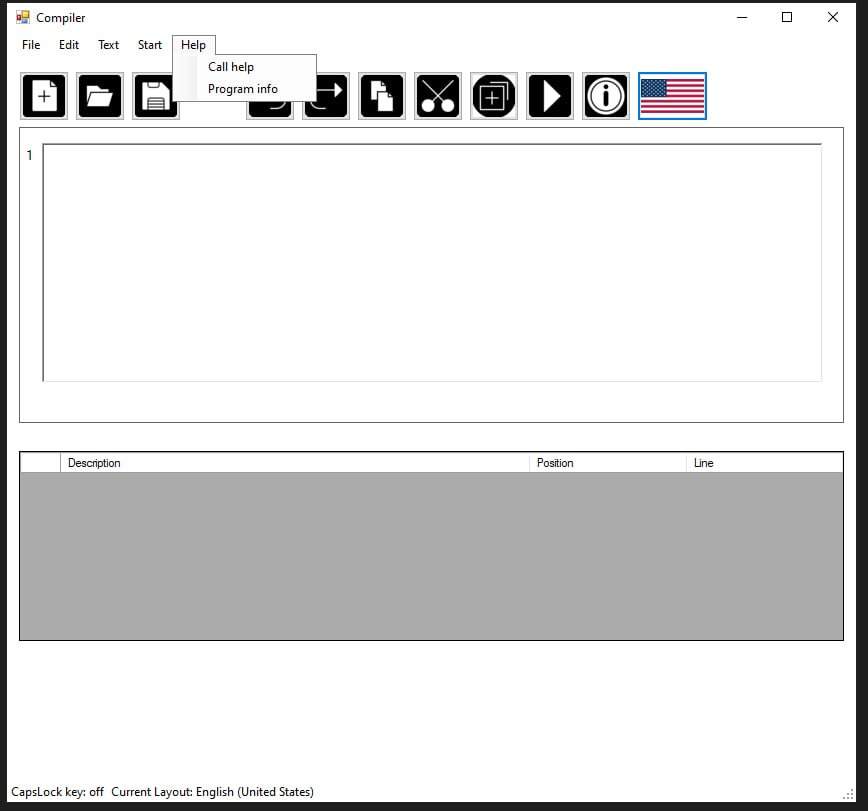 Compiler
File Edit Text Start Help
Call help
Program info
1
Description Position Line
CapsLock key: off Current Layout: English (United States)